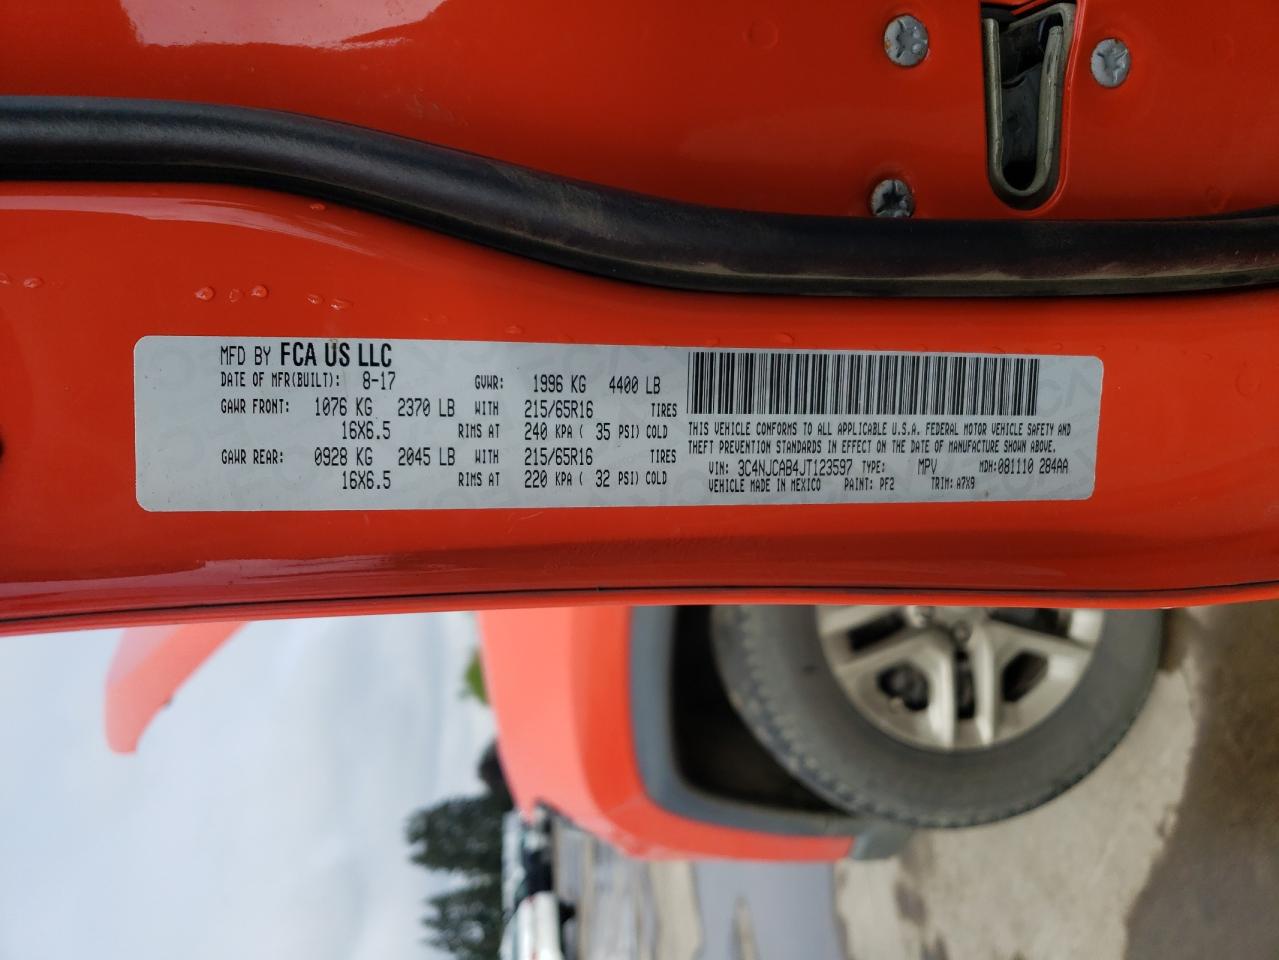 MFD BY FCA US LLC
DATE OF MFR(BUILT): 8-17 GVWR: 1996 KG 4400 LB
GAWR FRONT: 1076 KG 2370 LB WITH 215/65R16 TIRES
16X6.5 RIMS AT 240 KPA ( 35 PSI) COLD
GAWR REAR: 0928 KG 2045 LB WITH 215/65R16 TIRES
16X6.5 RIMS AT 220 KPA ( 32 PSI) COLD
THIS VEHICLE CONFORMS TO ALL APPLICABLE U.S.A. FEDERAL MOTOR VEHICLE SAFETY AND
THEFT PREVENTION STANDARDS IN EFFECT ON THE DATE OF MANUFACTURE SHOWN ABOVE.
VIN: 3C4NJCAB4JT123597 TYPE: MPV MDH:081110 284AA
VEHICLE MADE IN MEXICO PAINT: PF2 TRIM: A7X9